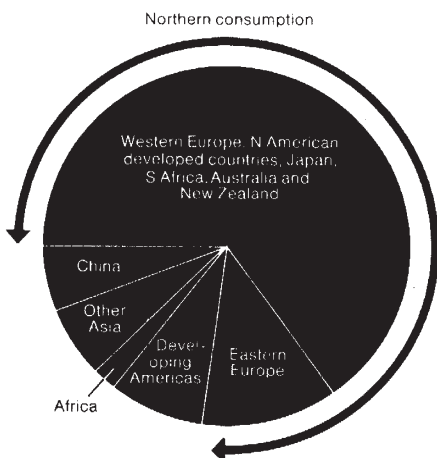 Northern consumption
Western Europe, N American
developed countries, Japan,
S Africa, Australia and
New Zealand
China
Other
Asia
Devel-
oping
Americas
Eastern
Europe
Africa